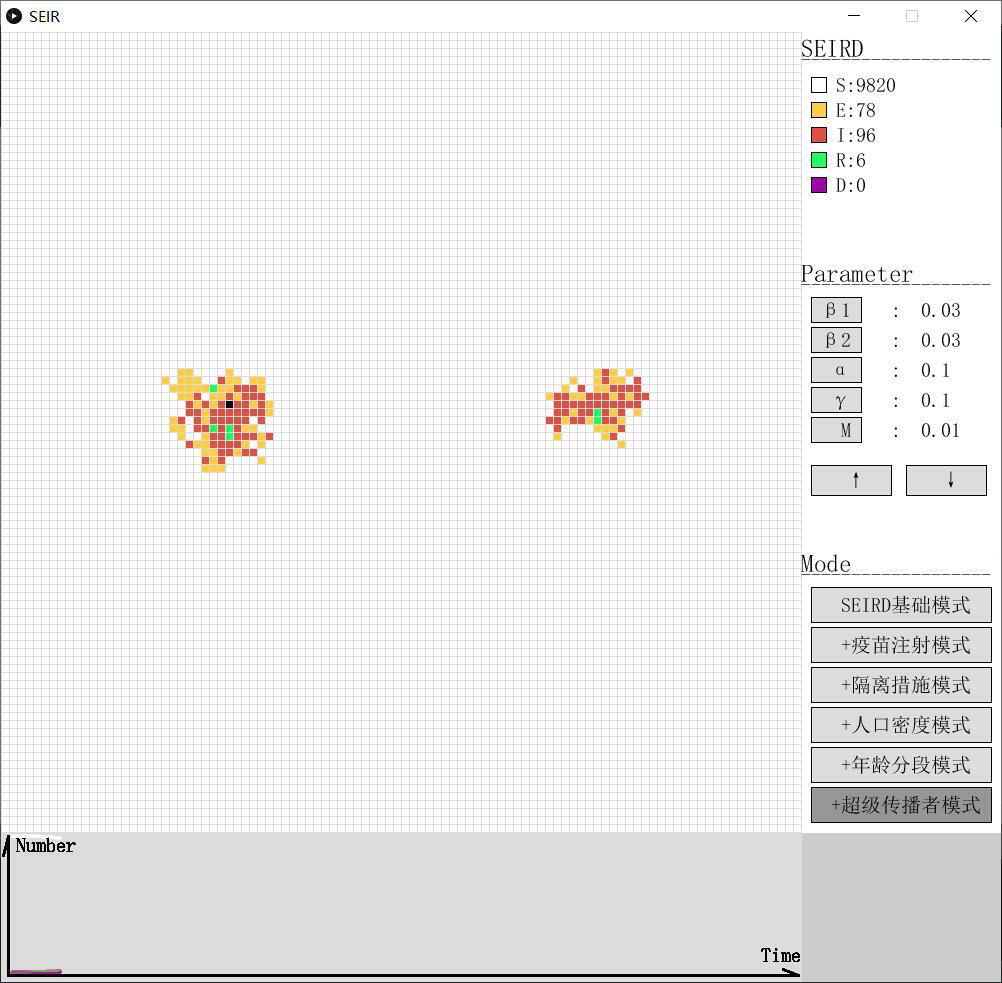 SEIR
SEIRD
S:9820
E:78
I:96
R:6
D:0
Parameter
β1 : 0.03
β2 : 0.03
α : 0.1
γ : 0.1
M : 0.01
↑ ↓
Mode
SEIRD基础模式
+疫苗注射模式
+隔离措施模式
+人口密度模式
+年龄分段模式
+超级传播者模式
Number
Time